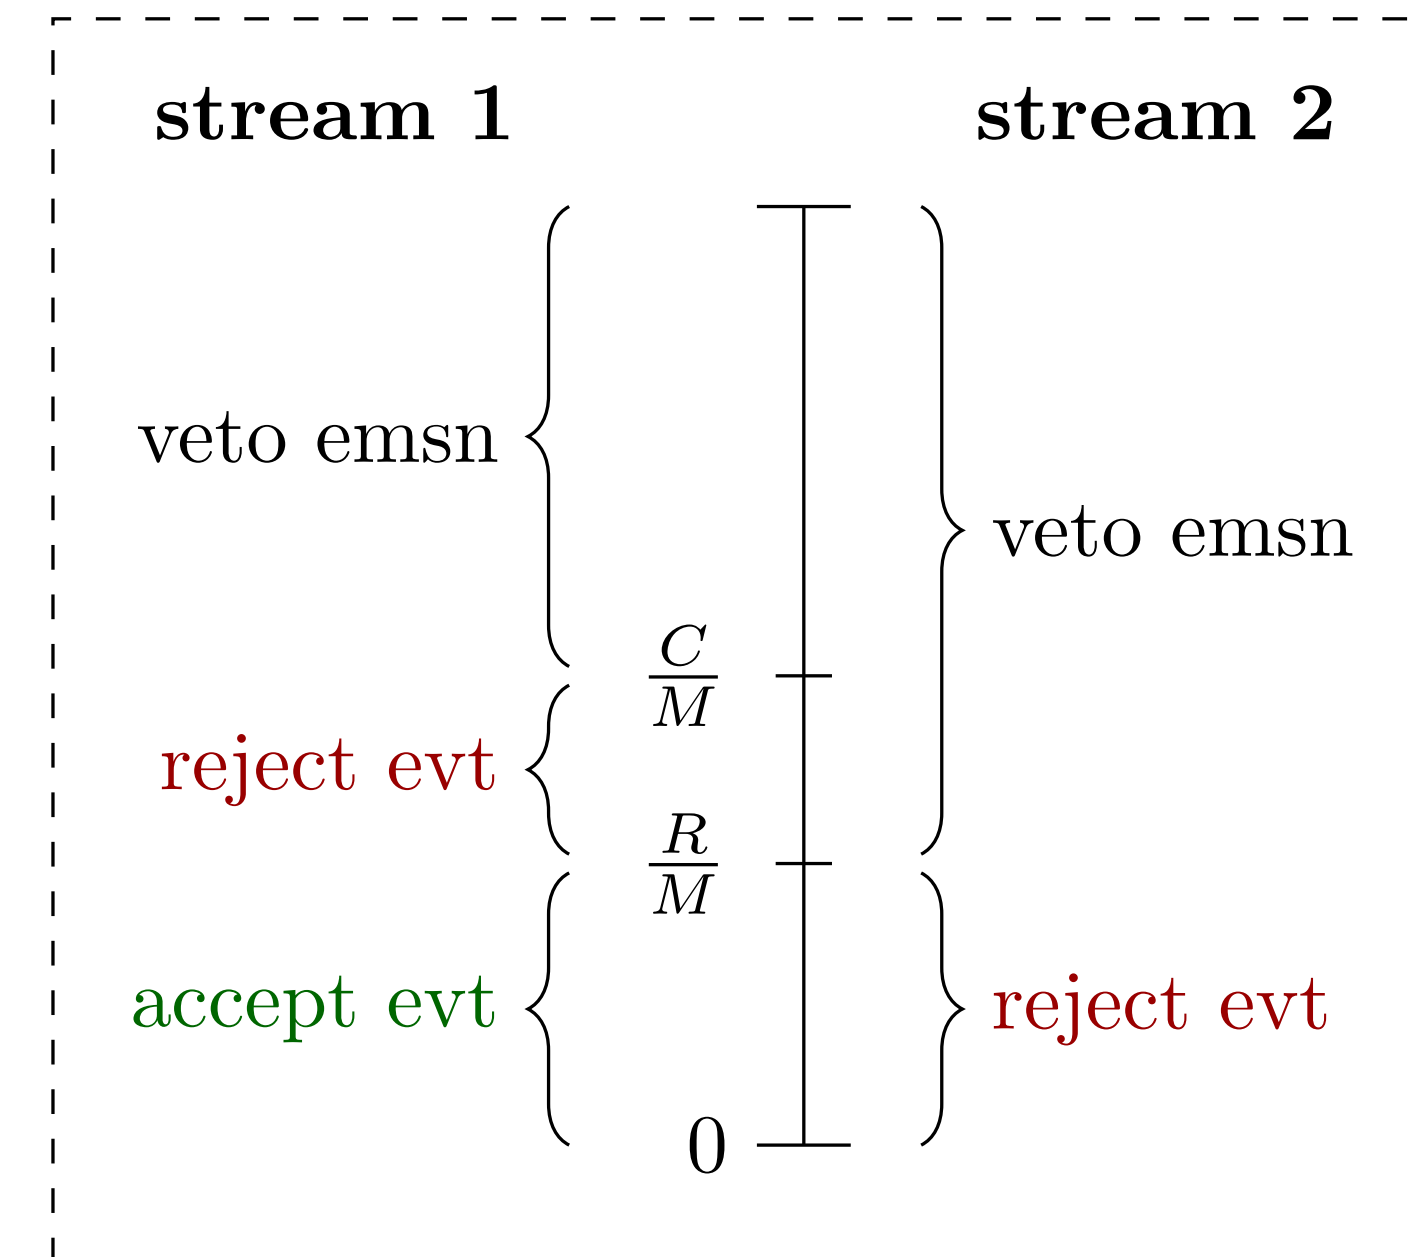 stream 1
stream 2
veto emsn
veto emsn
C
M
reject evt
R
M
accept evt
reject evt
0